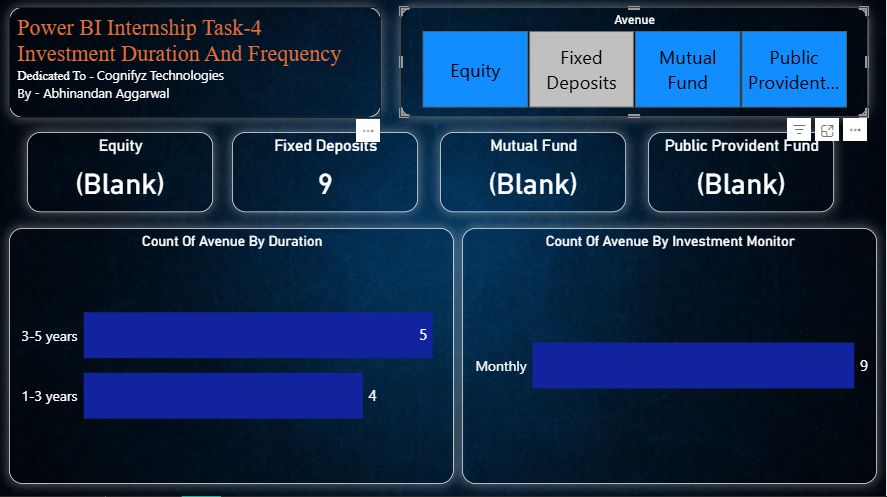 Power BI Internship Task-4
Investment Duration And Frequency
Dedicated To - Cognifyz Technologies
By - Abhinandan Aggarwal
Avenue
Equity
Fixed
Deposits
Mutual
Fund
Public
Provident...
Equity
(Blank)
Fixed Deposits
9
Mutual Fund
(Blank)
Public Provident Fund
(Blank)
Count Of Avenue By Duration
3-5 years
5
1-3 years
4
Count Of Avenue By Investment Monitor
Monthly
9